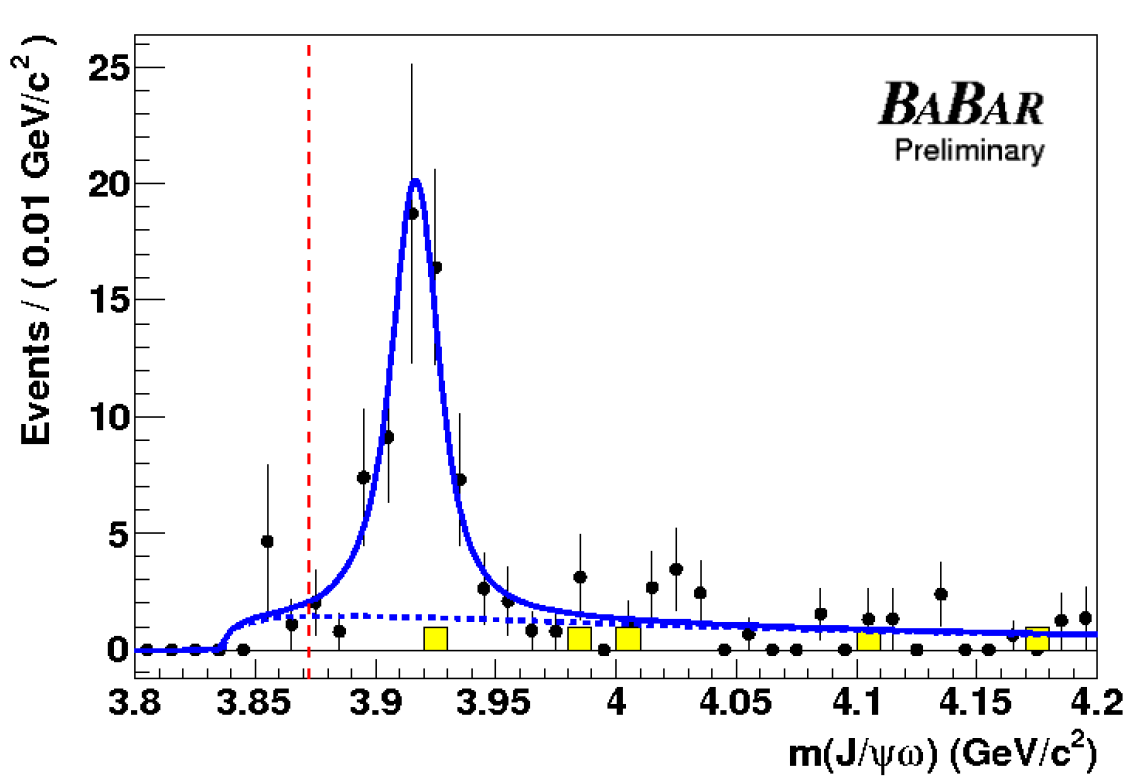 Events / ( 0.01 GeV/c² )
25
20
15
10
5
0
BABAR
Preliminary
3.8 3.85 3.9 3.95 4 4.05 4.1 4.15 4.2
m(J/ψω) (GeV/c²)